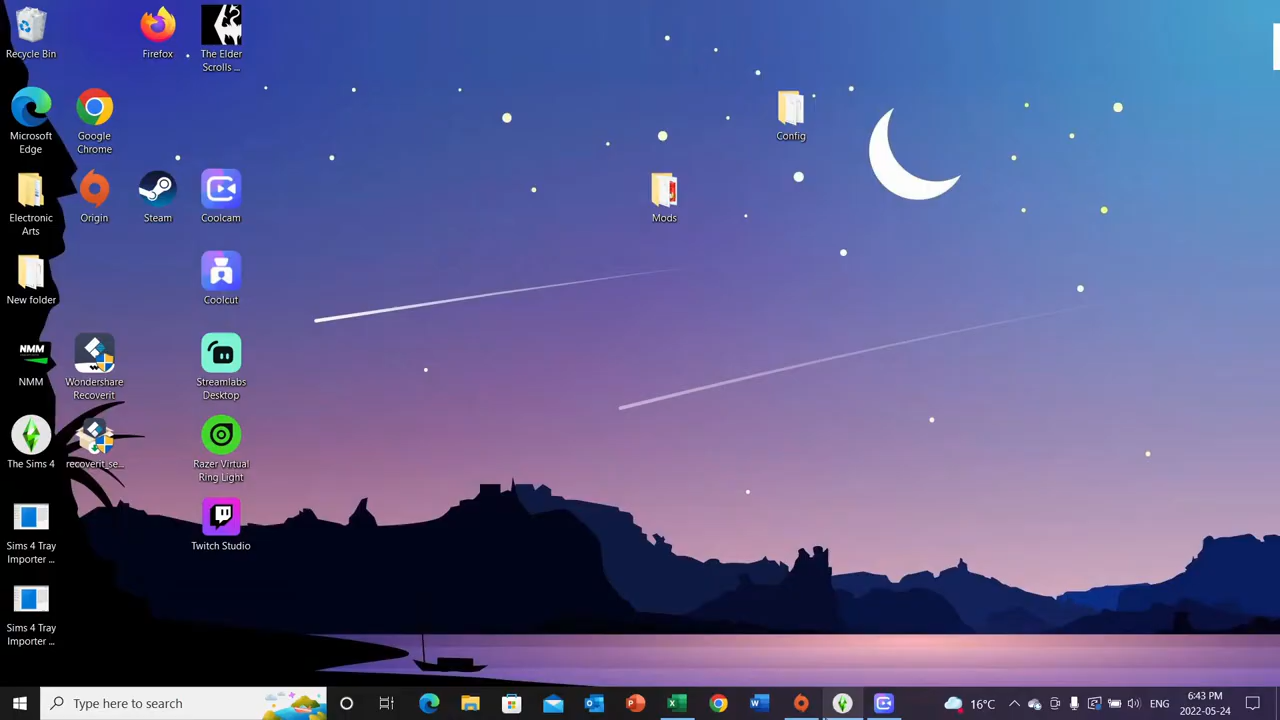 Recycle Bin
Firefox
The Elder
Scrolls ...
Microsoft
Edge
Google
Chrome
Config
Electronic
Arts
Origin
Steam
Coolcam
Mods
New folder
Coolcut
NMM
NMM
Wondershare
Recoverit
Streamlabs
Desktop
The Sims 4
recoverit_se...
Razer Virtual
Ring Light
Sims 4 Tray
Importer ...
Twitch Studio
Sims 4 Tray
Importer ...
Type here to search
16°C
ENG
6:43 PM
2022-05-24